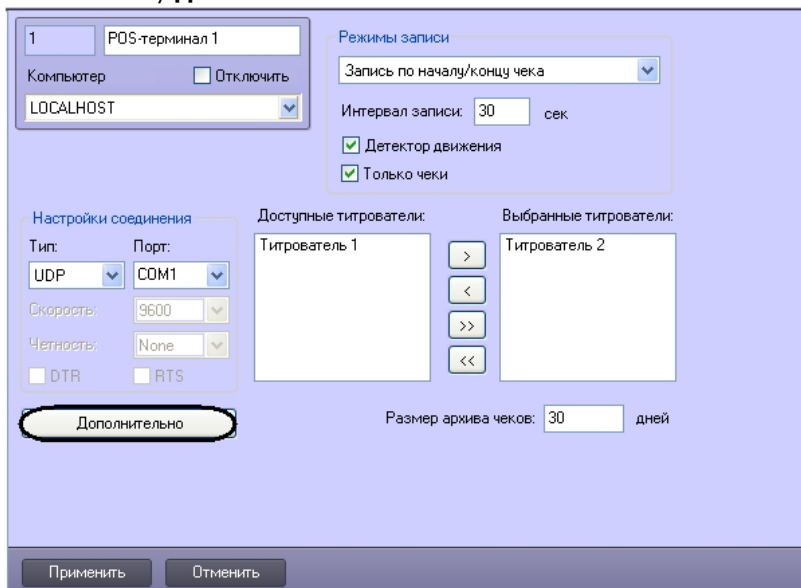 1 POS-терминал 1
Компьютер Отключить
LOCALHOST
Режимы записи
Запись по началу/концу чека
Интервал записи: 30 сек
Детектор движения
Только чеки
Настройки соединения
Тип: Порт:
UDP COM1
Скорость: 9600
Четность: None
DTR RTS
Доступные титрователи: Выбранные титрователи:
Титрователь 1 Титрователь 2
>
<
>>
<<
Дополнительно
Размер архива чеков: 30 дней
Применить Отменить